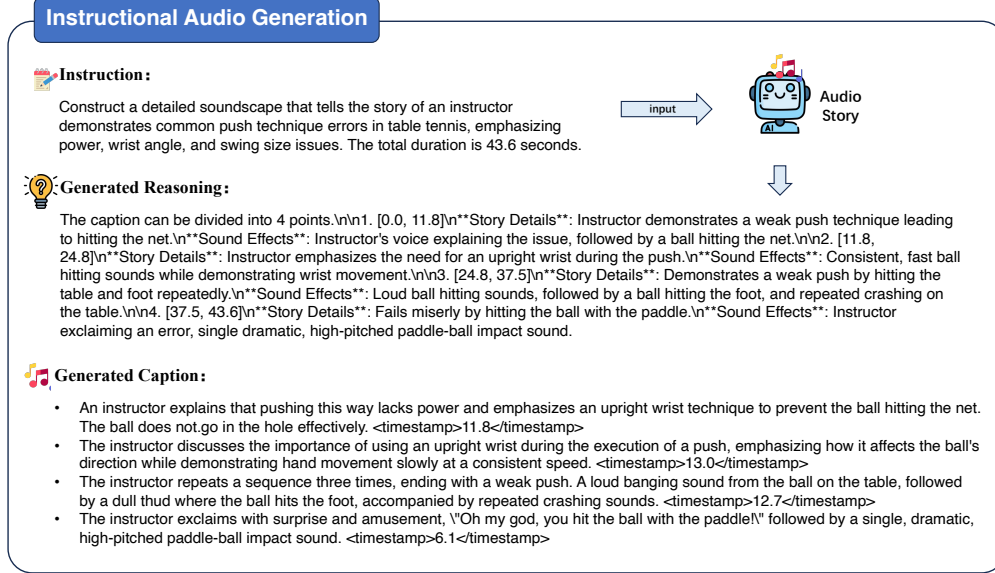 Instructional Audio Generation
Instruction:
Construct a detailed soundscape that tells the story of an instructor
demonstrates common push technique errors in table tennis, emphasizing
power, wrist angle, and swing size issues. The total duration is 43.6 seconds.
input
AI
Audio
Story
Generated Reasoning:
The caption can be divided into 4 points.\n\n1. [0.0, 11.8]\n**Story Details**: Instructor demonstrates a weak push technique leading
to hitting the net.\n**Sound Effects**: Instructor's voice explaining the issue, followed by a ball hitting the net.\n\n2. [11.8,
24.8]\n**Story Details**: Instructor emphasizes the need for an upright wrist during the push.\n**Sound Effects**: Consistent, fast ball
hitting sounds while demonstrating wrist movement.\n\n3. [24.8, 37.5]\n**Story Details**: Demonstrates a weak push by hitting the
table and foot repeatedly.\n**Sound Effects**: Loud ball hitting sounds, followed by a ball hitting the foot, and repeated crashing on
the table.\n\n4. [37.5, 43.6]\n**Story Details**: Fails miserly by hitting the ball with the paddle.\n**Sound Effects**: Instructor
exclaiming an error, single dramatic, high-pitched paddle-ball impact sound.
Generated Caption:
• An instructor explains that pushing this way lacks power and emphasizes an upright wrist technique to prevent the ball hitting the net.
The ball does not.go in the hole effectively. <timestamp>11.8</timestamp>
• The instructor discusses the importance of using an upright wrist during the execution of a push, emphasizing how it affects the ball's
direction while demonstrating hand movement slowly at a consistent speed. <timestamp>13.0</timestamp>
• The instructor repeats a sequence three times, ending with a weak push. A loud banging sound from the ball on the table, followed
by a dull thud where the ball hits the foot, accompanied by repeated crashing sounds. <timestamp>12.7</timestamp>
• The instructor exclaims with surprise and amusement, \"Oh my god, you hit the ball with the paddle!\" followed by a single, dramatic,
high-pitched paddle-ball impact sound. <timestamp>6.1</timestamp>